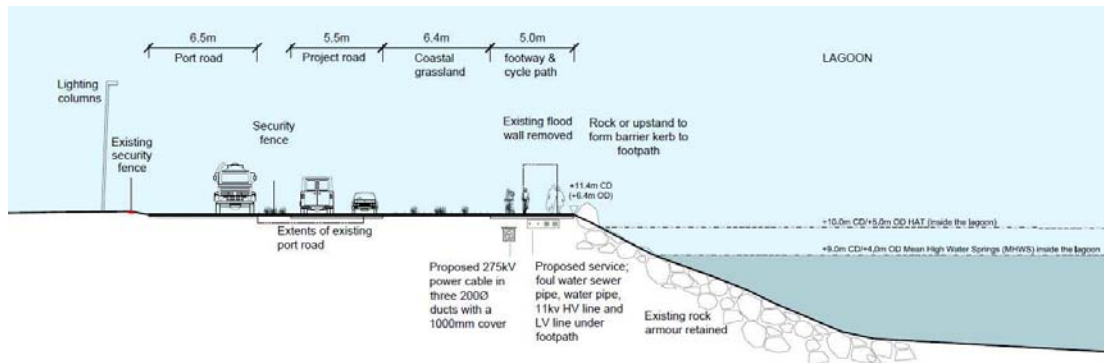 6.5m
Port road
5.5m
Project road
6.4m
Coastal
grassland
5.0m
footway &
cycle path
LAGOON
Lighting
columns
Existing
security
fence
Security
fence
Existing flood
wall removed
Rock or upstand to
form barrier kerb to
footpath
+11.4m CD
(+6.4m OD)
Extents of existing
port road
+10.0m CD/+5.0m OD HAT (inside the lagoon)
+9.0m CD/+4.0m OD Mean High Water Springs (MHWS) inside the lagoon
Proposed 275kV
power cable in
three 200Ø
ducts with a
1000mm cover
Proposed service;
foul water sewer
pipe, water pipe,
11kv HV line and
LV line under
footpath
Existing rock
armour retained